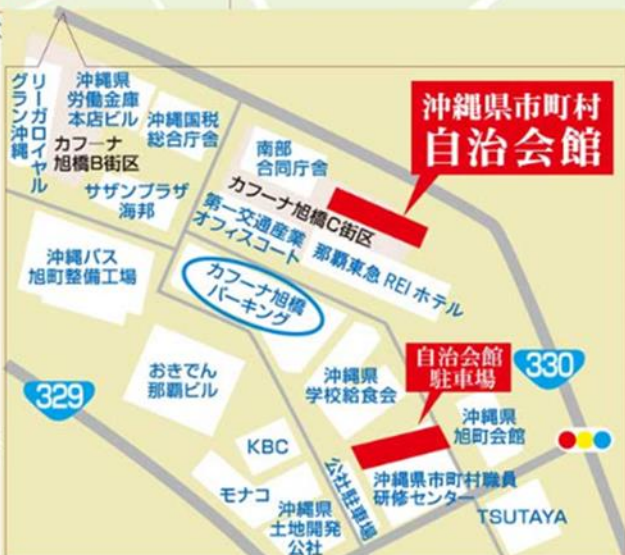 リーガロイヤル
グラン沖縄
沖縄県
労働金庫
本店ビル
沖縄国税
総合庁舎
カフーナ
旭橋B街区
サザンプラザ
海邦
南部
合同庁舎
カフーナ旭橋C街区
沖縄県市町村
自治会館
第一交通産業
オフィスコート
那覇東急 REI ホテル
沖縄バス
旭町整備工場
カフーナ旭橋
パーキング
おきでん
那覇ビル
沖縄県
学校給食会
自治会館
駐車場
330
329
沖縄県
旭町会館
KBC
モナコ
沖縄県
土地開発
公社
公社駐車場
沖縄県市町村職員
研修センター
TSUTAYA